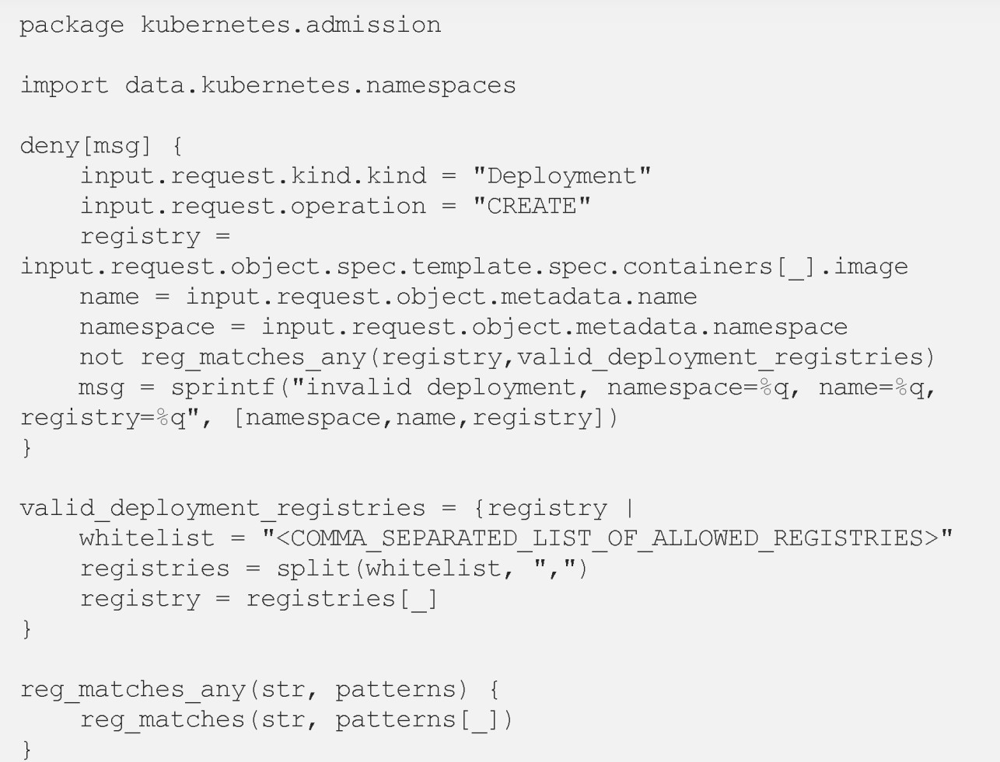 package kubernetes.admission
import data.kubernetes.namespaces
deny[msg] {
input.request.kind.kind = "Deployment"
input.request.operation = "CREATE"
registry =
input.request.object.spec.template.spec.containers[_].image
name = input.request.object.metadata.name
namespace = input.request.object.metadata.namespace
not reg_matches_any(registry,valid_deployment_registries)
msg = sprintf("invalid deployment, namespace=%q, name=%q,
registry=%q", [namespace,name,registry])
}
valid_deployment_registries = {registry |
whitelist = "<COMMA_SEPARATED_LIST_OF_ALLOWED_REGISTRIES>"
registries = split(whitelist, ",")
registry = registries[_]
}
reg_matches_any(str, patterns) {
reg_matches(str, patterns[_])
}